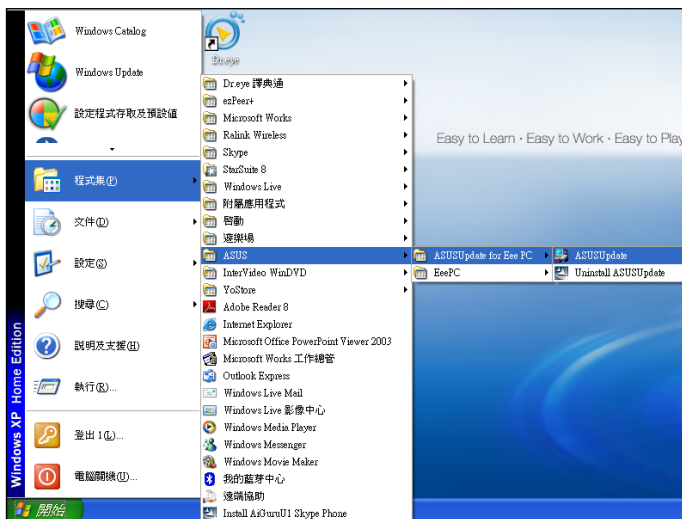 Windows Catalog
Windows Update
設定程式存取及預設值
程式集(P)
文件(D)
設定(S)
搜尋(C)
說明及支援(H)
執行(R)...
登出 1(L)...
電腦關機(U)...
Windows XP Home Edition
開始
Dr.eye
Easy to Learn · Easy to Work · Easy to Play
Dr.eye 譯典通
ezPeer+
Microsoft Works
Ralink Wireless
Skype
StarSuite 8
Windows Live
附屬應用程式
啓動
遊樂場
ASUS
InterVideo WinDVD
YoStore
Adobe Reader 8
Internet Explorer
Microsoft Office PowerPoint Viewer 2003
Microsoft Works 工作總管
Outlook Express
Windows Live Mail
Windows Live 影像中心
Windows Media Player
Windows Messenger
Windows Movie Maker
我的藍芽中心
遠端協助
Install AiGuruU1 Skype Phone
ASUSUpdate for Eee PC
EeePC
ASUSUpdate
Uninstall ASUSUpdate